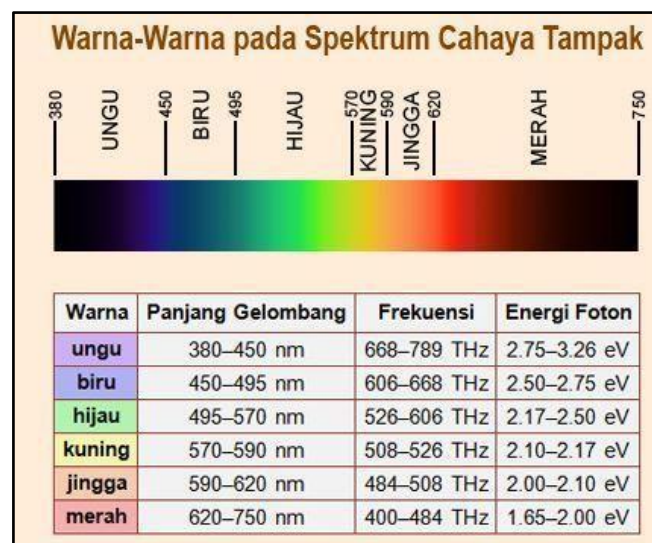 Warna-Warna pada Spektrum Cahaya Tampak
380 UNGU 450 BIRU 495 HIJAU 570 KUNING 590 JINGGA 620 MERAH 750
Warna Panjang Gelombang Frekuensi Energi Foton
ungu 380–450 nm 668–789 THz 2.75–3.26 eV
biru 450–495 nm 606–668 THz 2.50–2.75 eV
hijau 495–570 nm 526–606 THz 2.17–2.50 eV
kuning 570–590 nm 508–526 THz 2.10–2.17 eV
jingga 590–620 nm 484–508 THz 2.00–2.10 eV
merah 620–750 nm 400–484 THz 1.65–2.00 eV